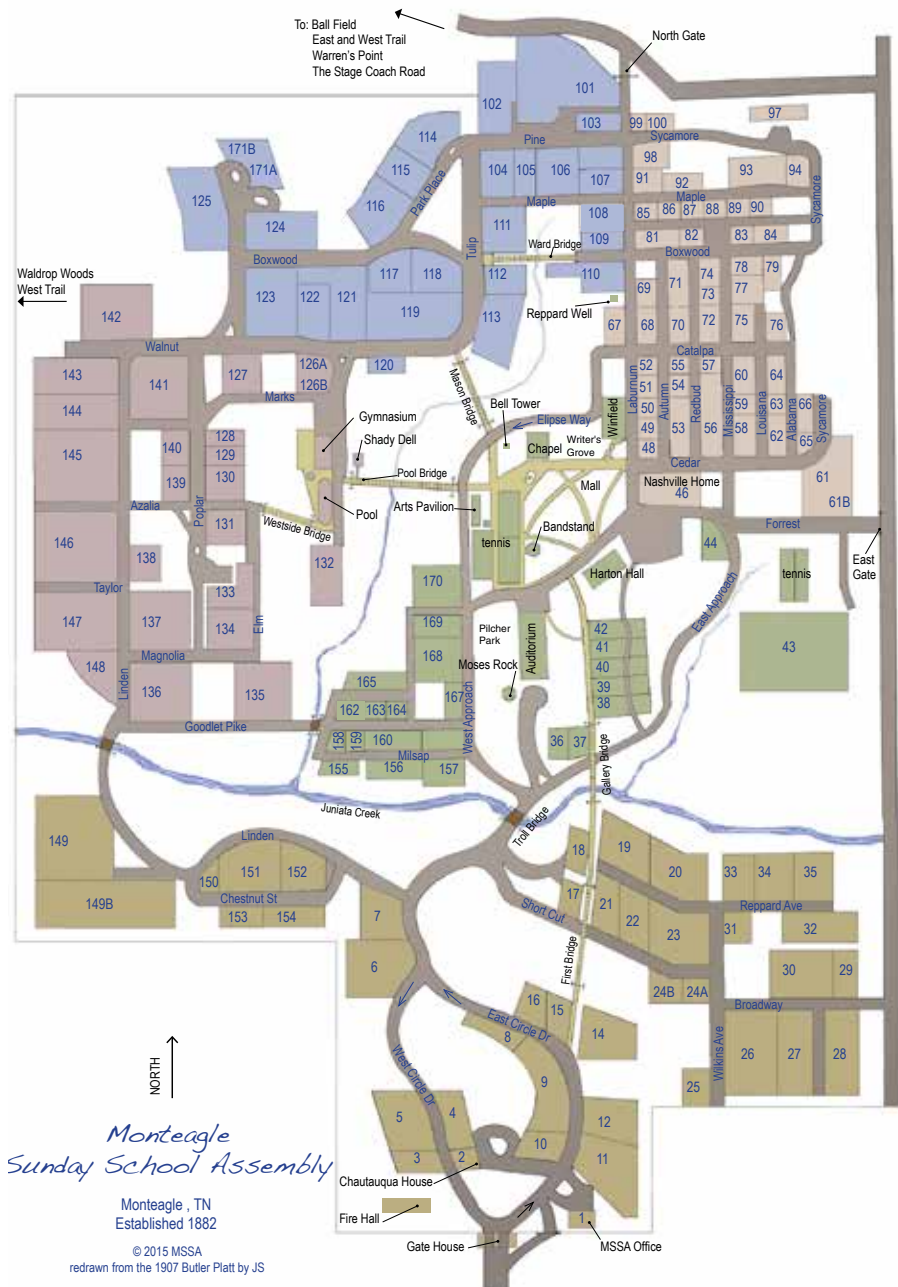 To: Ball Field
East and West Trail
Warren's Point
The Stage Coach Road
North Gate
101
102
97
103
99 100
114
Pine
Sycamore
171B
98
115
104 105 106
93 94
171A
107
91
92
125
116
Park Place
Maple
Maple
Sycamore
124
111
108
85 86 87 88 89 90
Tulip
109
81 82 83 84
Ward Bridge
Boxwood
Boxwood
117 118
112
110
74 78 79
Waldrop Woods
West Trail
123 122 121
69 71
73 77
119
Reppard Well
142
113
67 68 70 72 75 76
Walnut
Catalpa
143
141
127
126A
120
Mason Bridge
52 55 57
60 64
126B
Laburnum
51 54
Marks
Bell Tower
Elipse Way
Winfield
Autumn
Redbud
Mississippi
Louisana
Alabama
Sycamore
144
Gymnasium
50
59 63 66
128
Chapel
Writer's
Grove
49 53 56 58 62 65
145
140
129
Shady Dell
48
139
130
Pool Bridge
Cedar
61
Mall
Nashville Home
Azalia
Poplar
Arts Pavilion
46
61B
131
Westside Bridge
Pool
Bandstand
Forrest
146
138
tennis
44
East
Gate
132
Harton Hall
tennis
Taylor
170
133
East Approach
147
137
134
Elm
169
Pilcher
Park
Auditorium
42
43
148
Magnolia
168
41
Moses Rock
40
Linden
136
135
165
167
39
162 163 164
38
Goodlet Pike
West Approach
158 159 160
36 37
Gallery Bridge
Milsap
155 156 157
Juniata Creek
Troll Bridge
Linden
18 19
149
151 152
20
33 34 35
150
17
149B
Chestnut St
Short Cut
21
Reppard Ave
153 154
7
22
31 32
23
First Bridge
6
30 29
24B 24A
16
15
Broadway
NORTH
East Circle Dr
14
8
West Circle Dr
Wilkins Ave
26 27 28
9
25
5 4
12
Monteagle
Sunday School Assembly
10
3 2
11
Chautauqua House
Monteagle , TN
Established 1882
Fire Hall
1
Gate House
MSSA Office
© 2015 MSSA
redrawn from the 1907 Butler Platt by JS